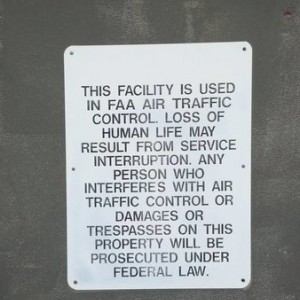 THIS FACILITY IS USED
IN FAA AIR TRAFFIC
CONTROL. LOSS OF
HUMAN LIFE MAY
RESULT FROM SERVICE
INTERRUPTION. ANY
PERSON WHO
INTERFERES WITH AIR
TRAFFIC CONTROL OR
DAMAGES OR
TRESPASSES ON THIS
PROPERTY WILL BE
PROSECUTED UNDER
FEDERAL LAW.